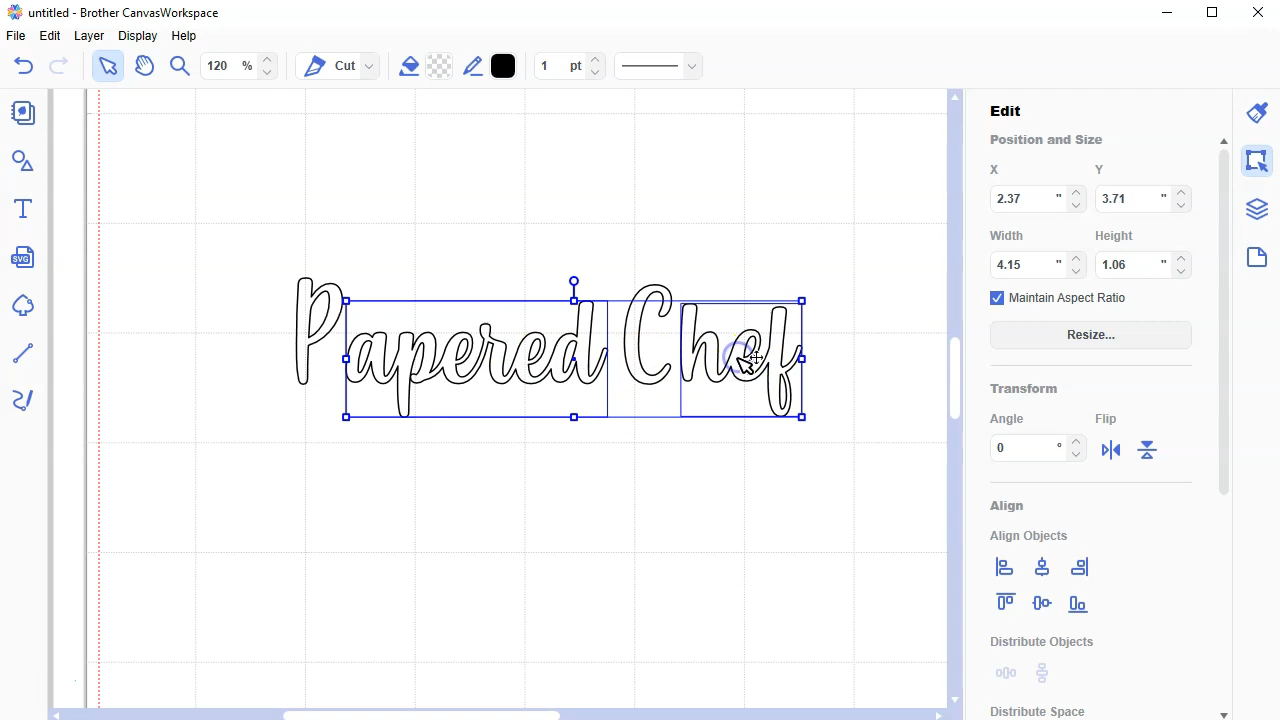 untitled - Brother CanvasWorkspace
File Edit Layer Display Help
120 % Cut 1 pt
Edit
Position and Size
X Y
2.37 " 3.71 "
Width Height
4.15 " 1.06 "
Maintain Aspect Ratio
Resize...
Transform
Angle Flip
0 °
Align
Align Objects
Distribute Objects
Distribute Space
SVG
Papered Chef